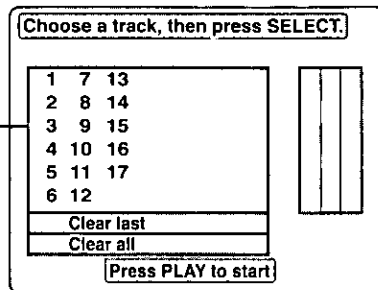 Choose a track, then press SELECT.
1 7 13
2 8 14
3 9 15
4 10 16
5 11 17
6 12
Clear last
Clear all
Press PLAY to start